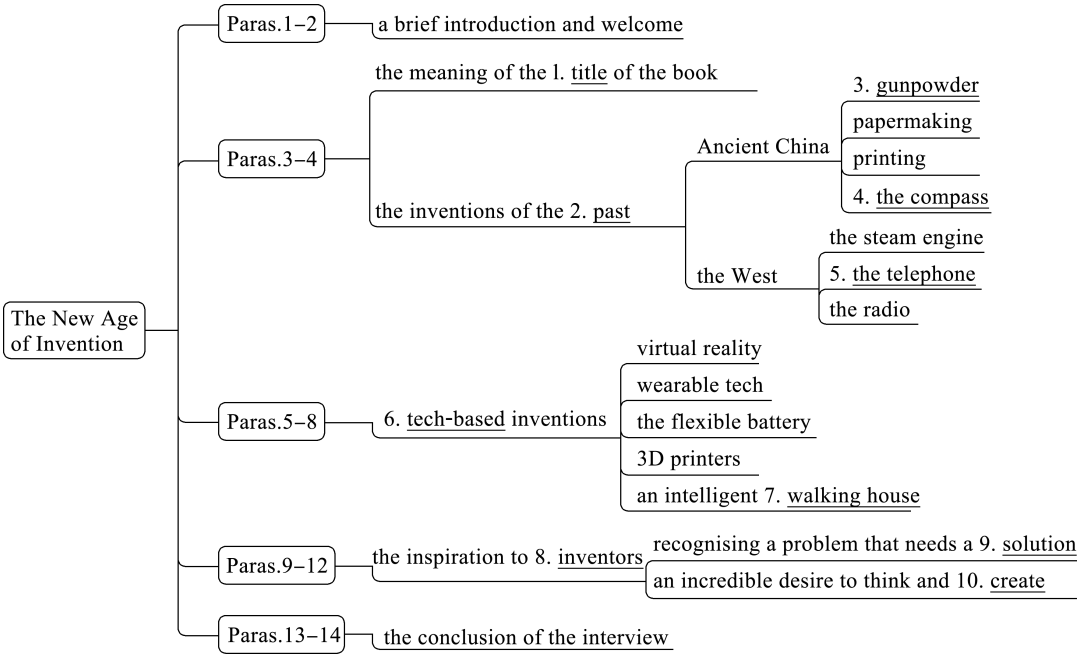 Paras.1–2
a brief introduction and welcome
the meaning of the l. title of the book
3. gunpowder
papermaking
Ancient China
printing
Paras.3–4
4. the compass
the inventions of the 2. past
the steam engine
the West
5. the telephone
the radio
The New Age
of Invention
virtual reality
wearable tech
Paras.5–8
6. tech-based inventions
the flexible battery
3D printers
an intelligent 7. walking house
Paras.9–12
the inspiration to 8. inventors
recognising a problem that needs a 9. solution
an incredible desire to think and 10. create
Paras.13–14
the conclusion of the interview